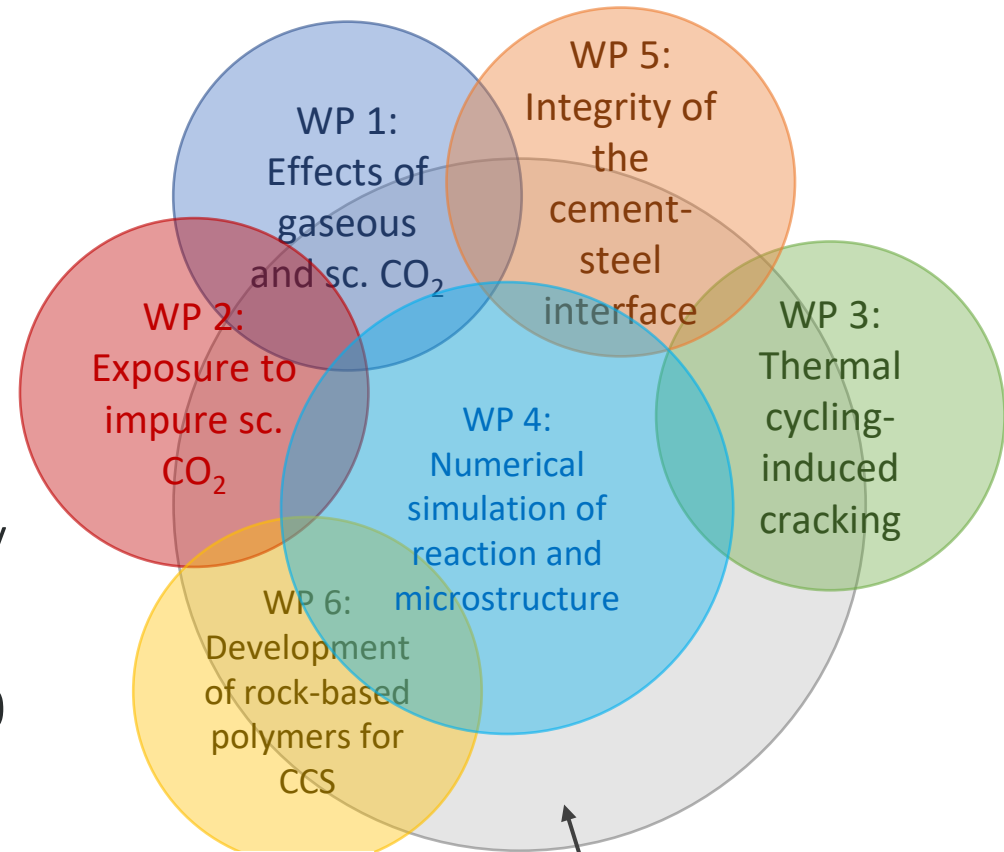 WP 1:
Effects of
gaseous
and sc. CO₂
WP 5:
Integrity of
the
cement-
steel
interface
WP 2:
Exposure to
impure sc.
CO₂
WP 3:
Thermal
cycling-
induced
cracking
WP 4:
Numerical
simulation of
reaction and
microstructure
WP 6:
Development
of rock-based
polymers for
CCS
)